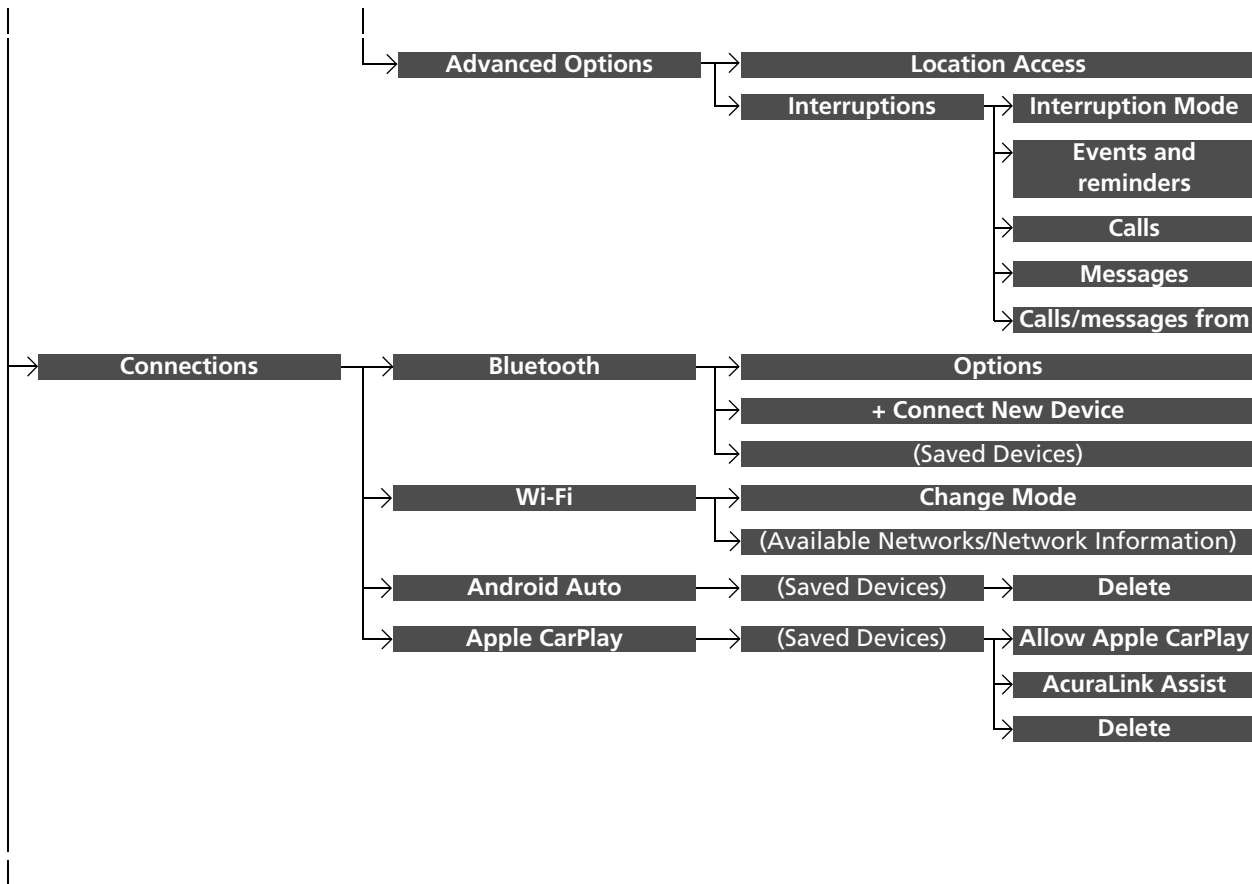 Advanced Options
Location Access
Interruptions
Interruption Mode
Events and
reminders
Calls
Messages
Calls/messages from
Connections
Bluetooth
Options
+ Connect New Device
(Saved Devices)
Wi-Fi
Change Mode
(Available Networks/Network Information)
Android Auto
(Saved Devices)
Delete
Apple CarPlay
(Saved Devices)
Allow Apple CarPlay
AcuraLink Assist
Delete